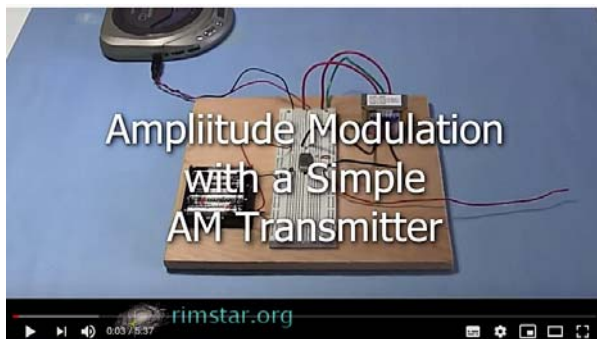 Ampliitude Modulation
with a Simple
AM Transmitter
rimstar.org
0:03 / 5:37